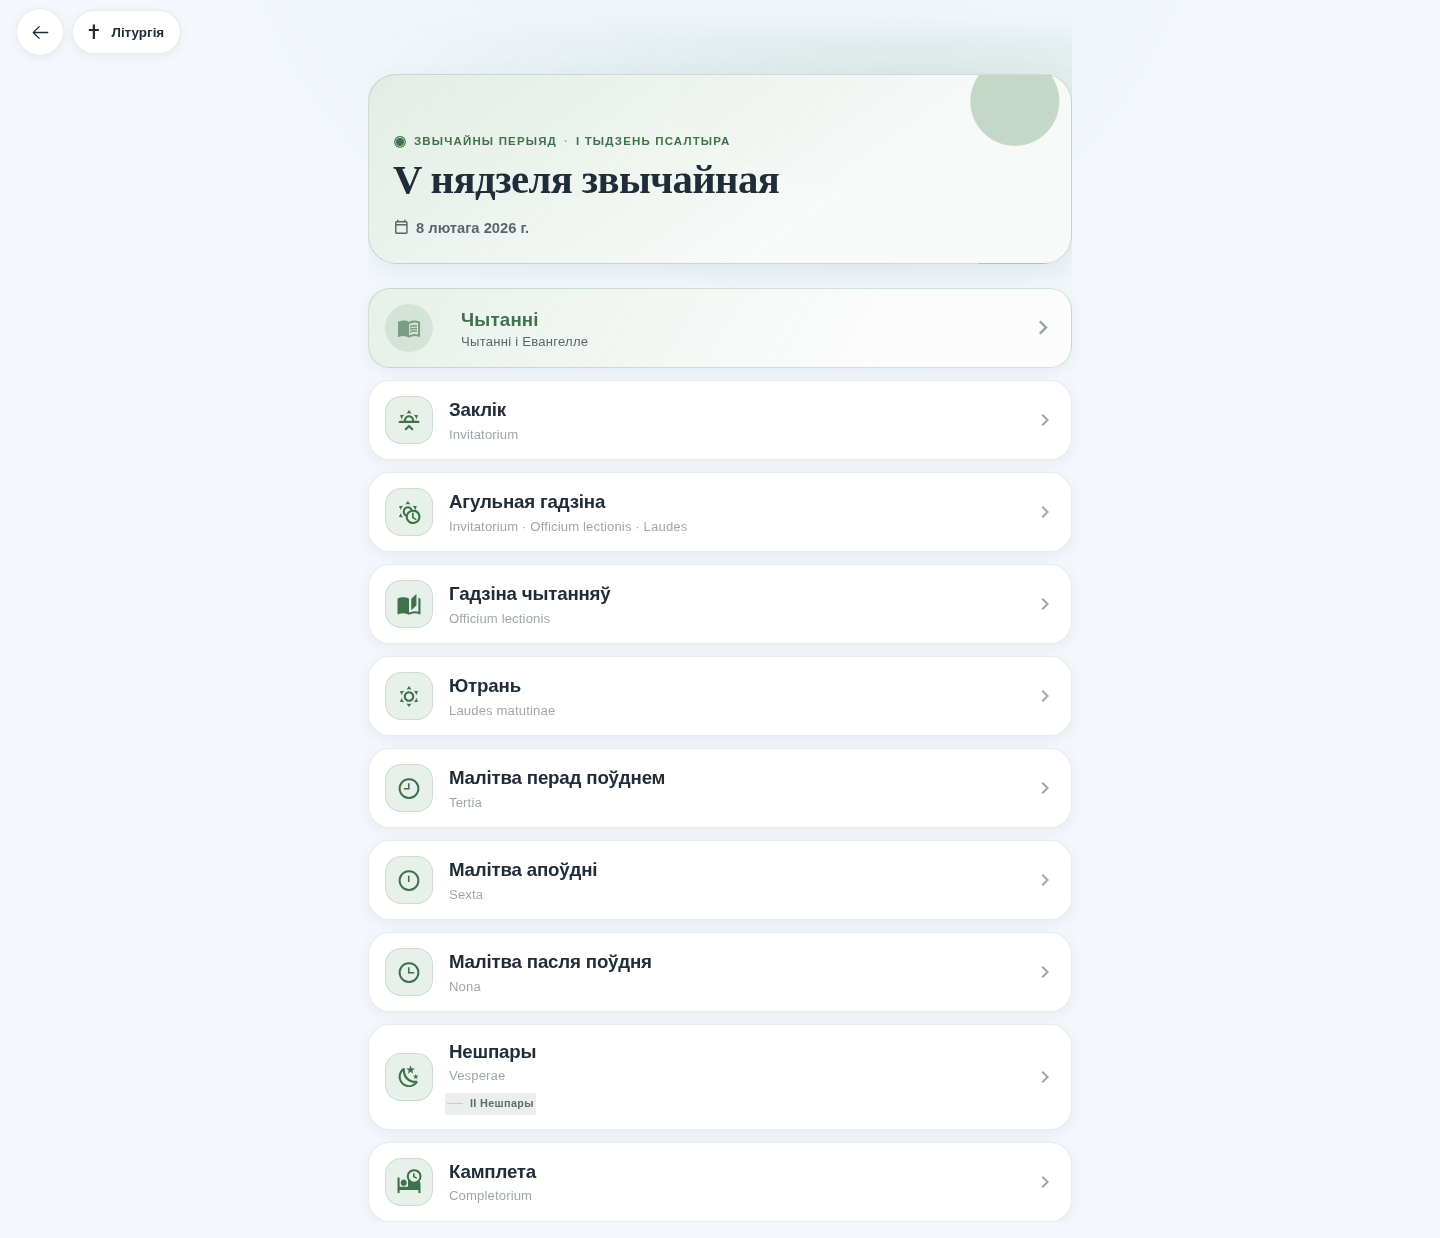 Літургія
ЗВЫЧАЙНЫ ПЕРЫЯД · I ТЫДЗЕНЬ ПСАЛТЫРА
V нядзеля звычайная
8 лютага 2026 г.
Чытанні
Чытанні і Евангелле
Заклік
Invitatorium
Агульная гадзіна
Invitatorium · Officium lectionis · Laudes
Гадзіна чытанняў
Officium lectionis
Ютрань
Laudes matutinae
Малітва перад поўднем
Tertia
Малітва апоўдні
Sexta
Малітва пасля поўдня
Nona
Нешпары
Vesperae
II Нешпары
Камплета
Completorium